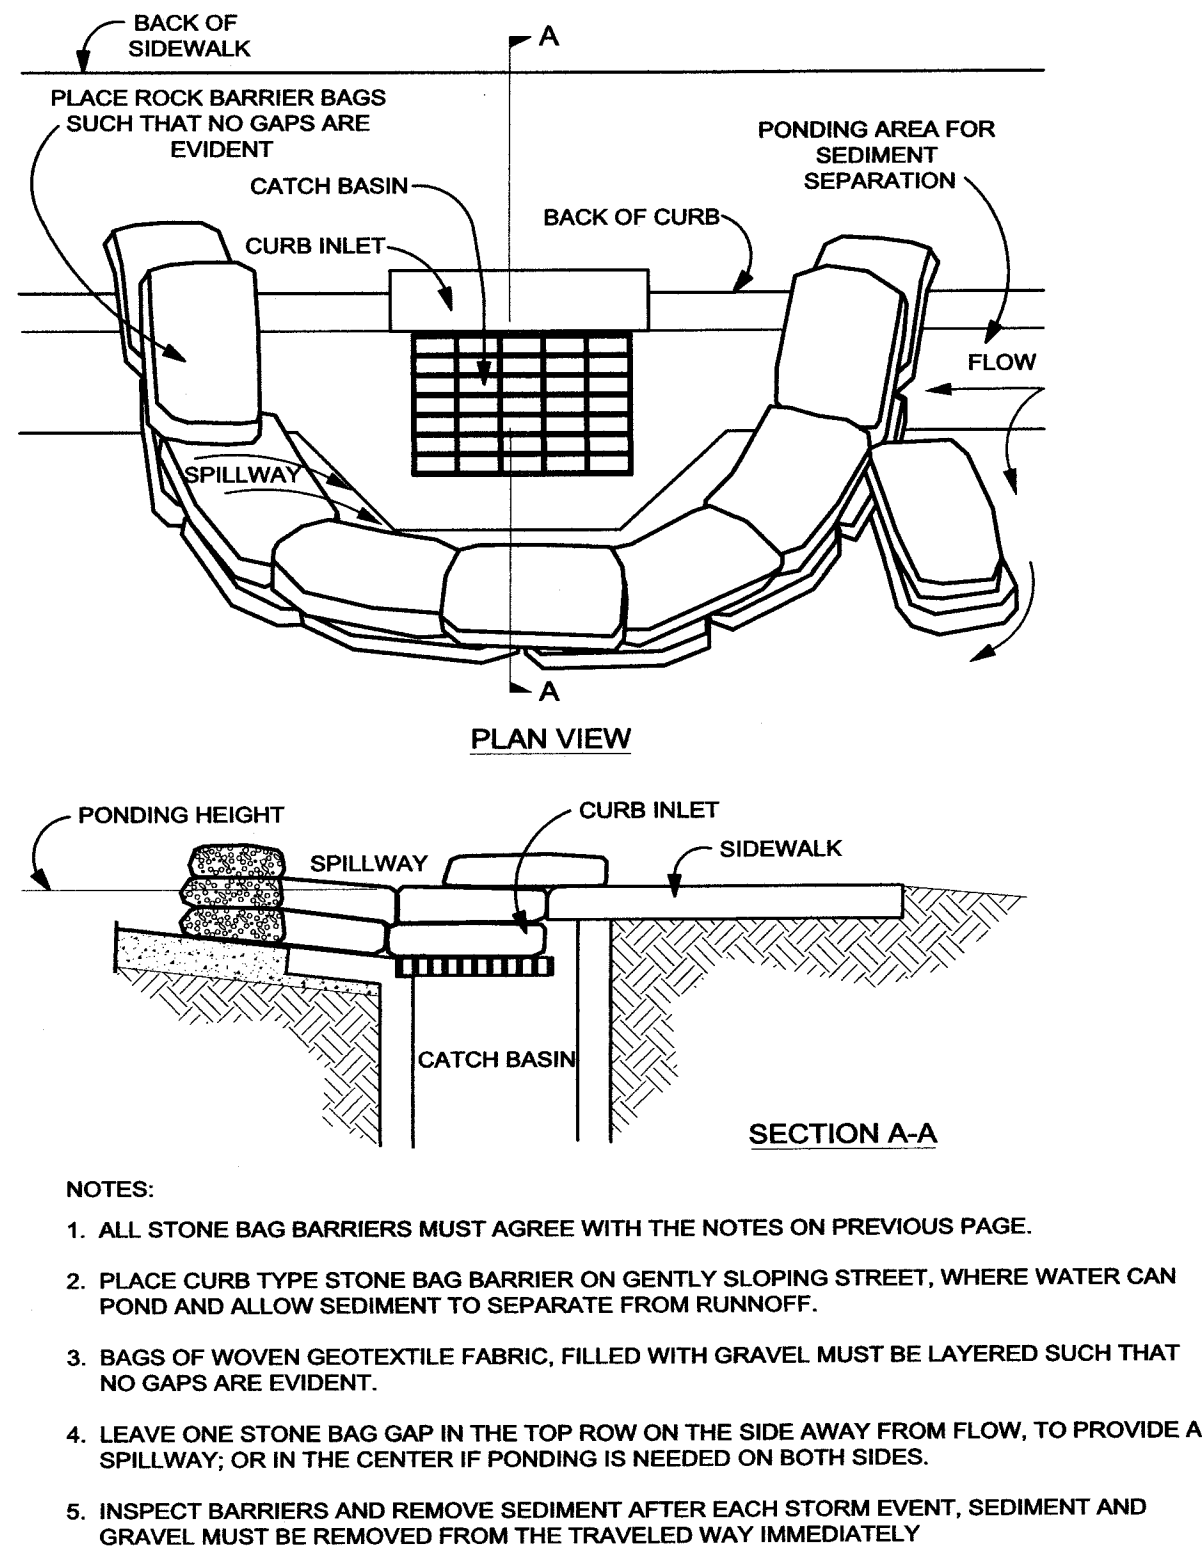 BACK OF
SIDEWALK
A
PLACE ROCK BARRIER BAGS
SUCH THAT NO GAPS ARE
EVIDENT
PONDING AREA FOR
SEDIMENT
SEPARATION
CATCH BASIN
BACK OF CURB
CURB INLET
FLOW
SPILLWAY
A
PLAN VIEW
PONDING HEIGHT
CURB INLET
SPILLWAY
SIDEWALK
CATCH BASIN
SECTION A-A
NOTES:
1. ALL STONE BAG BARRIERS MUST AGREE WITH THE NOTES ON PREVIOUS PAGE.
2. PLACE CURB TYPE STONE BAG BARRIER ON GENTLY SLOPING STREET, WHERE WATER CAN
POND AND ALLOW SEDIMENT TO SEPARATE FROM RUNNOFF.
3. BAGS OF WOVEN GEOTEXTILE FABRIC, FILLED WITH GRAVEL MUST BE LAYERED SUCH THAT
NO GAPS ARE EVIDENT.
4. LEAVE ONE STONE BAG GAP IN THE TOP ROW ON THE SIDE AWAY FROM FLOW, TO PROVIDE A
SPILLWAY; OR IN THE CENTER IF PONDING IS NEEDED ON BOTH SIDES.
5. INSPECT BARRIERS AND REMOVE SEDIMENT AFTER EACH STORM EVENT, SEDIMENT AND
GRAVEL MUST BE REMOVED FROM THE TRAVELED WAY IMMEDIATELY